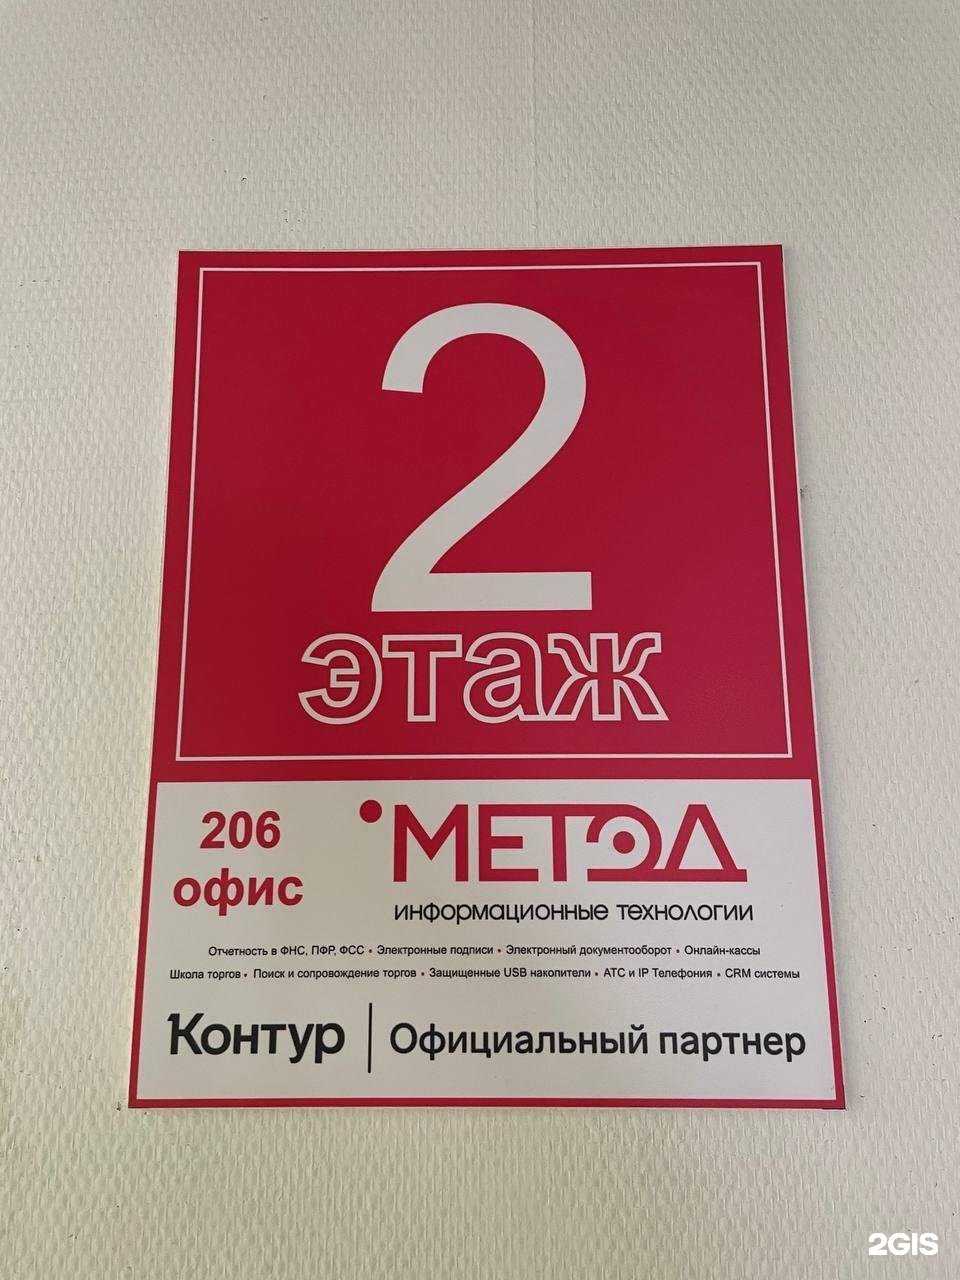 2
этаж
206
офис
МЕТОД
информационные технологии
Отчетность в ФНС, ПФР, ФСС • Электронные подписи • Электронный документооборот • Онлайн-кассы
Школа торгов • Поиск и сопровождение торгов • Защищенные USB накопители • АТС и IP Телефония • CRM системы
Контур | Официальный партнер
2GIS